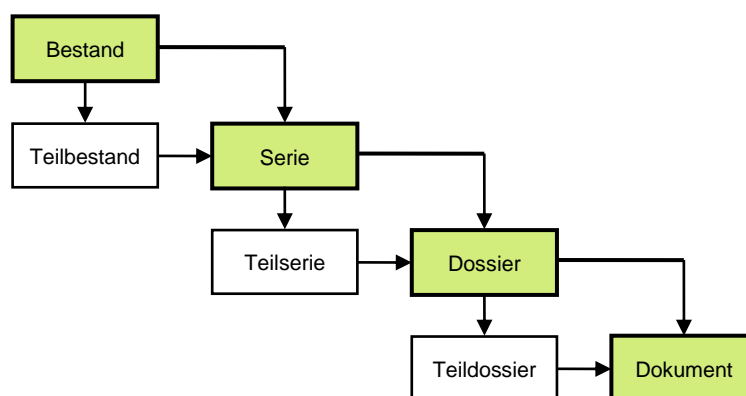 Bestand
Teilbestand
Serie
Teilserie
Dossier
Teildossier
Dokument